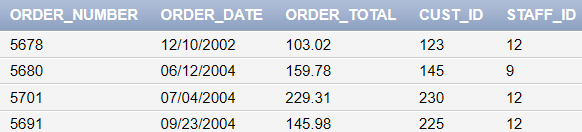 ORDER_NUMBER ORDER_DATE ORDER_TOTAL CUST_ID STAFF_ID
5678 12/10/2002 103.02 123 12
5680 06/12/2004 159.78 145 9
5701 07/04/2004 229.31 230 12
5691 09/23/2004 145.98 225 12